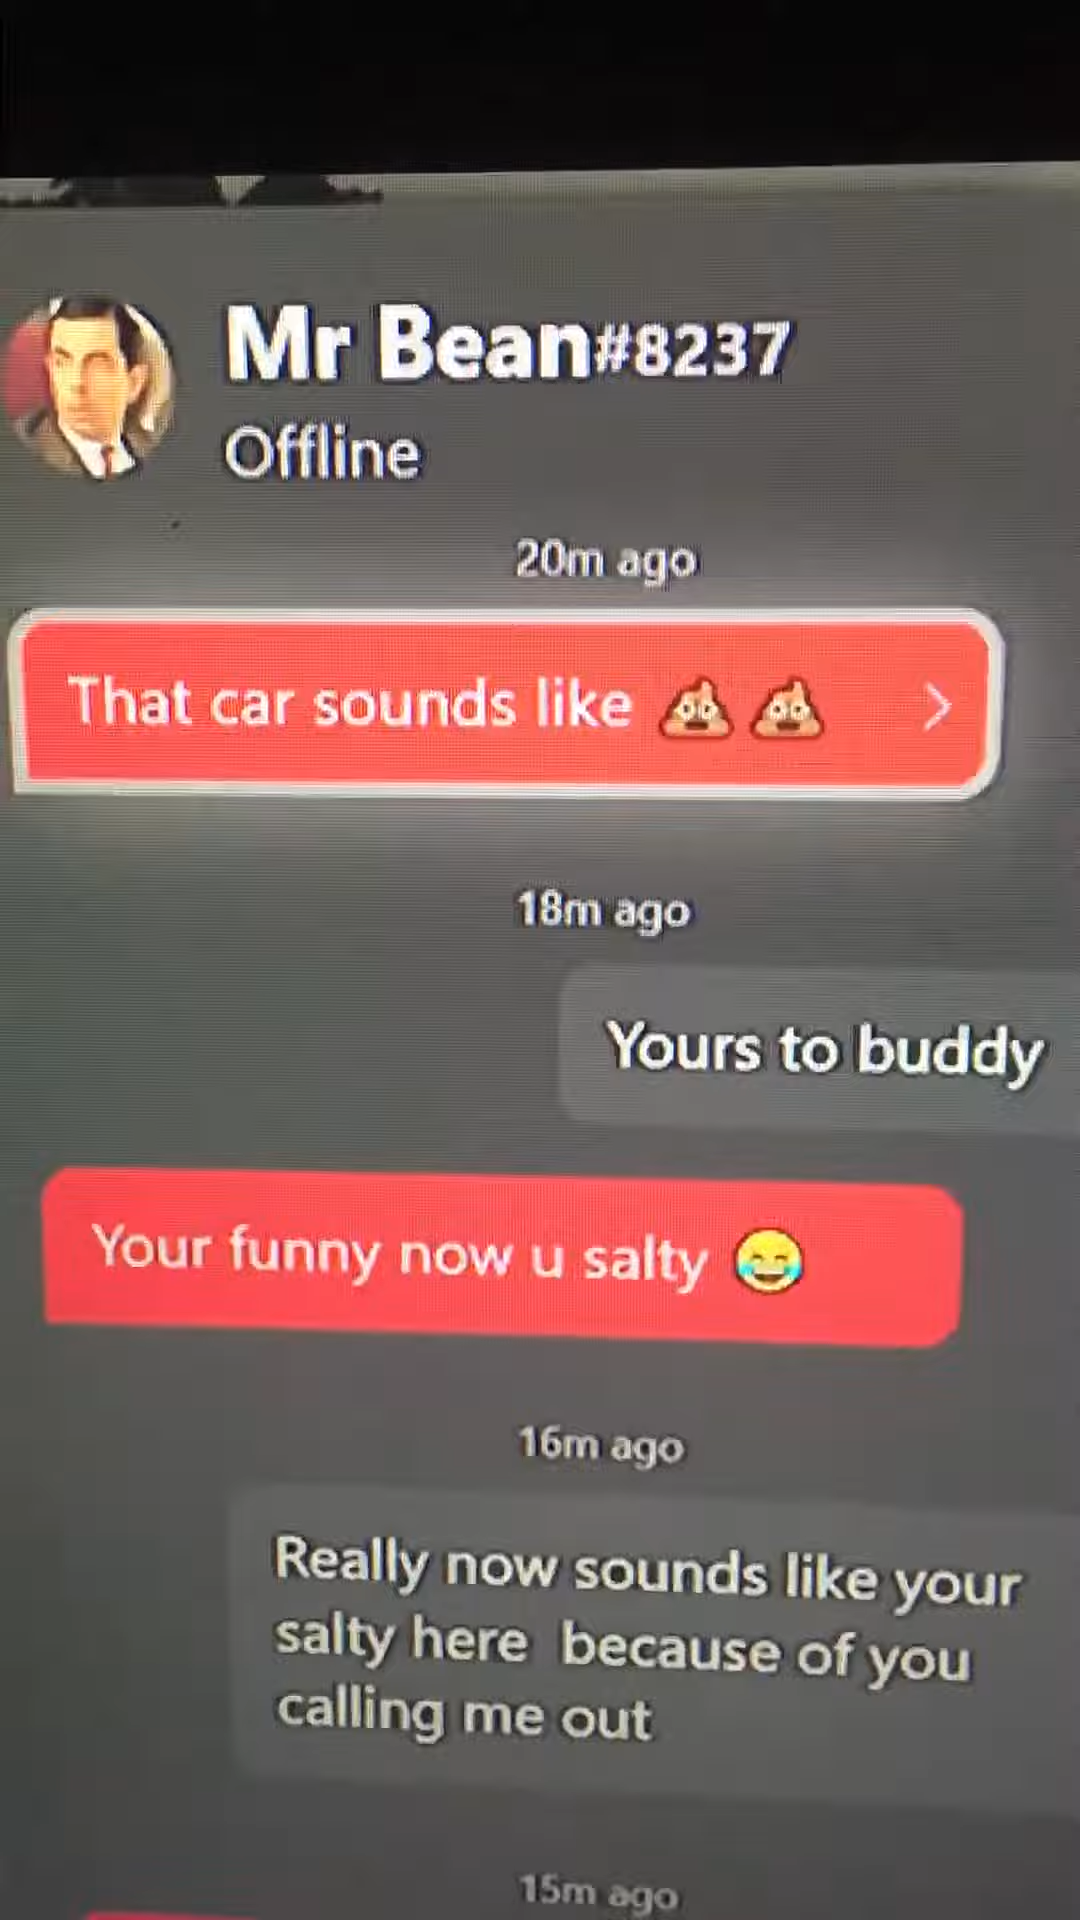 Mr Bean#8237
Offline
20m ago
That car sounds like 💩 💩
18m ago
Yours to buddy
Your funny now u salty 😂
16m ago
Really now sounds like your
salty here  because of you
calling me out
15m ago